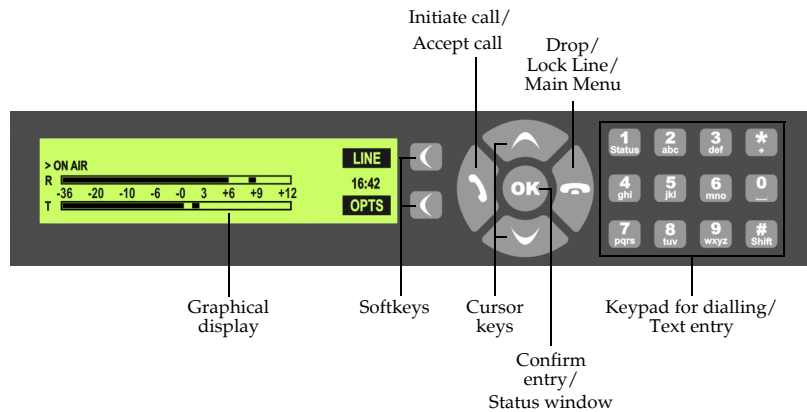 Initiate call/
Accept call
Drop/
Lock Line/
Main Menu
> ON AIR
LINE
R
-36 -20 -10 -6 -0 3 +6 +9 +12
16:42
T
OPTS
OK
1
Status
2
abc
3
def
*
+
4
ghi
5
jkl
6
mno
0
_
7
pqrs
8
tuv
9
wxyz
#
Shift
Graphical
display
Softkeys
Cursor
keys
Keypad for dialling/
Text entry
Confirm
entry/
Status window